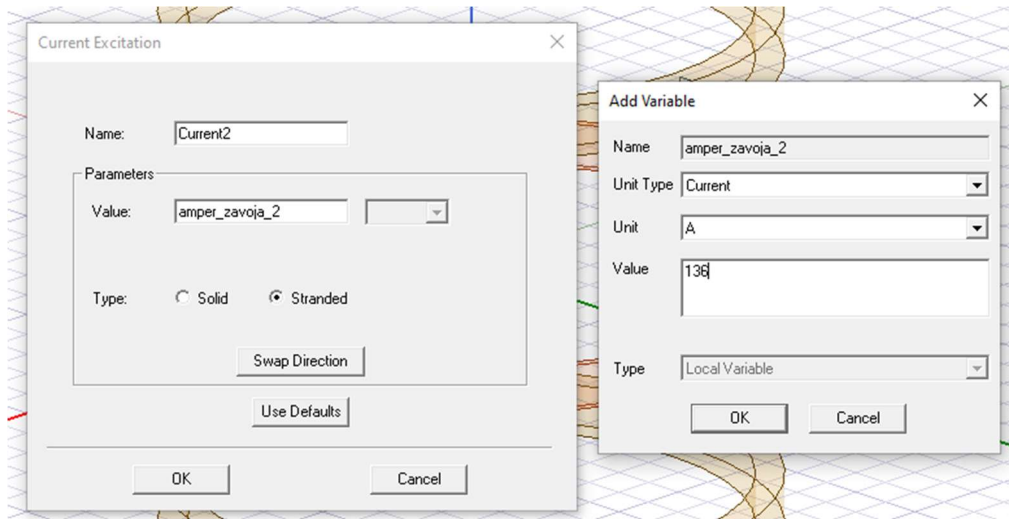 Current Excitation
Name: Current2
Parameters
Value: amper_zavoja_2
Type: Solid Stranded
Swap Direction
Use Defaults
OK Cancel
Add Variable
Name amper_zavoja_2
Unit Type Current
Unit A
Value 136
Type Local Variable
OK Cancel